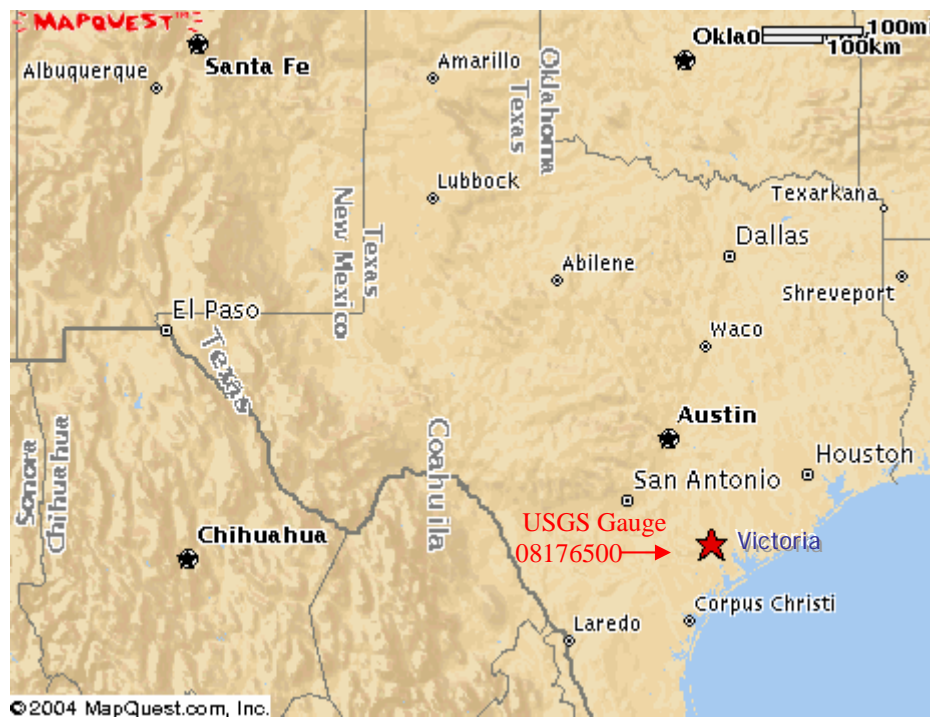 MAPQUEST™
Santa Fe
Albuquerque
Amarillo
Oklahoma
Texas
Okla
100mi
100km
Lubbock
New Mexico
Texas
Texarkana
Dallas
Abilene
Shreveport
El Paso
Texas
Waco
Austin
Houston
San Antonio
Sonora
Chihuahua
Coahuila
Chihuahua
USGS Gauge
08176500
Victoria
Corpus Christi
Laredo
©2004 MapQuest.com, Inc.